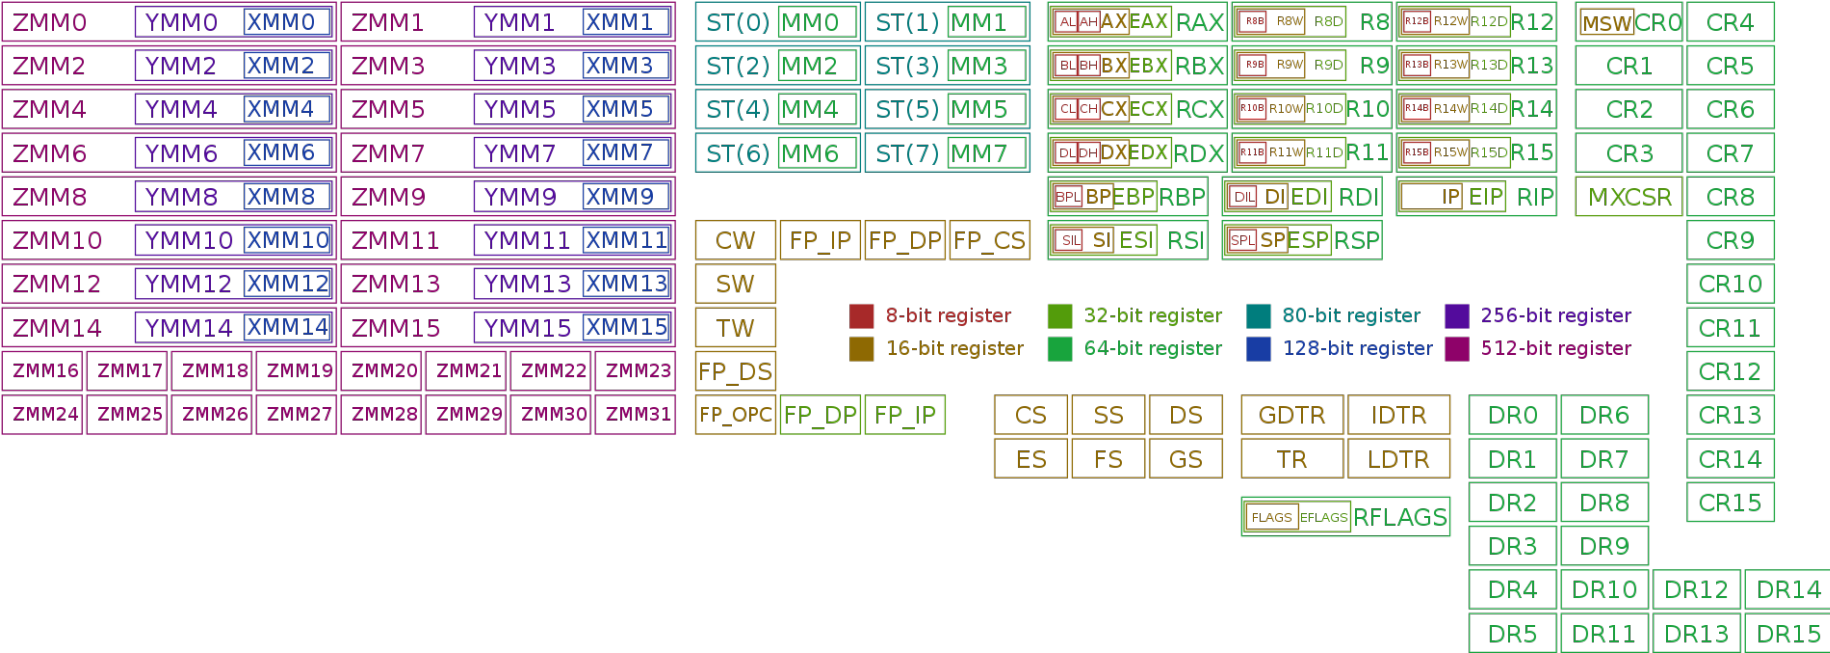 ZMM0 YMM0 XMM0 ZMM1 YMM1 XMM1 ST(0) MM0 ST(1) MM1 AL AH AX EAX RAX R8B R8W R8D R8 R12B R12W R12D R12 MSW CR0 CR4
ZMM2 YMM2 XMM2 ZMM3 YMM3 XMM3 ST(2) MM2 ST(3) MM3 BL BH BX EBX RBX R9B R9W R9D R9 R13B R13W R13D R13 CR1 CR5
ZMM4 YMM4 XMM4 ZMM5 YMM5 XMM5 ST(4) MM4 ST(5) MM5 CL CH CX ECX RCX R10B R10W R10D R10 R14B R14W R14D R14 CR2 CR6
ZMM6 YMM6 XMM6 ZMM7 YMM7 XMM7 ST(6) MM6 ST(7) MM7 DL DH DX EDX RDX R11B R11W R11D R11 R15B R15W R15D R15 CR3 CR7
ZMM8 YMM8 XMM8 ZMM9 YMM9 XMM9 BPL BP EBP RBP DIL DI EDI RDI IP EIP RIP MXCSR CR8
ZMM10 YMM10 XMM10 ZMM11 YMM11 XMM11 CW FP_IP FP_DP FP_CS SIL SI ESI RSI SPL SP ESP RSP CR9
ZMM12 YMM12 XMM12 ZMM13 YMM13 XMM13 SW CR10
ZMM14 YMM14 XMM14 ZMM15 YMM15 XMM15 TW 8-bit register 32-bit register 80-bit register 256-bit register CR11
16-bit register 64-bit register 128-bit register 512-bit register
ZMM16 ZMM17 ZMM18 ZMM19 ZMM20 ZMM21 ZMM22 ZMM23 FP_DS CR12
ZMM24 ZMM25 ZMM26 ZMM27 ZMM28 ZMM29 ZMM30 ZMM31 FP_OPC FP_DP FP_IP CS SS DS GDTR IDTR DR0 DR6 CR13
ES FS GS TR LDTR DR1 DR7 CR14
FLAGS EFLAGS RFLAGS DR2 DR8 CR15
DR3 DR9
DR4 DR10 DR12 DR14
DR5 DR11 DR13 DR15